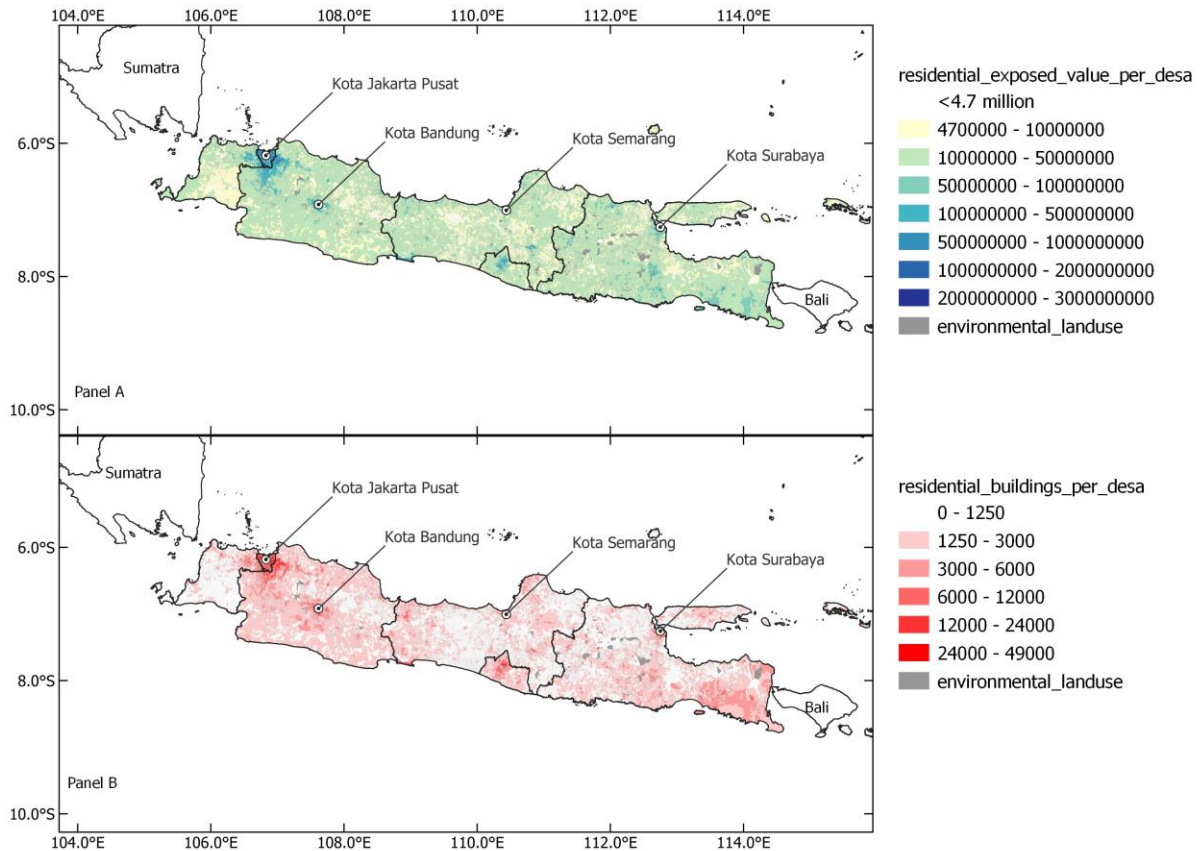 104.0°E 106.0°E 108.0°E 110.0°E 112.0°E 114.0°E
Sumatra
Kota Jakarta Pusat
Kota Bandung
Kota Semarang
Kota Surabaya
6.0°S
8.0°S
Bali
Panel A
10.0°S
residential_exposed_value_per_desa
<4.7 million
4700000 - 10000000
10000000 - 50000000
50000000 - 100000000
100000000 - 500000000
500000000 - 1000000000
1000000000 - 2000000000
2000000000 - 3000000000
environmental_landuse
Sumatra
Kota Jakarta Pusat
Kota Bandung
Kota Semarang
Kota Surabaya
6.0°S
8.0°S
Bali
Panel B
10.0°S
104.0°E 106.0°E 108.0°E 110.0°E 112.0°E 114.0°E
residential_buildings_per_desa
0 - 1250
1250 - 3000
3000 - 6000
6000 - 12000
12000 - 24000
24000 - 49000
environmental_landuse